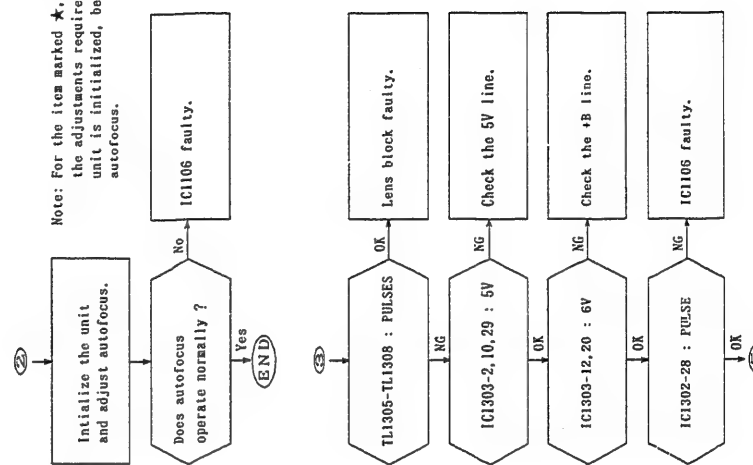 ②
Intialize the unit
and adjust autofocus.
Does autofocus
operate normally ?
No
IC1106 faulty.
Yes
END
Note: For the item marked ★,
the adjustments require
unit is initialized, be
autofocus.
③
TL1305-TL1308 : PULSES
OK
Lens block faulty.
NG
IC1303-2,10,29 : 5V
NG
Check the 5V line.
OK
IC1303-12,20 : 6V
NG
Check the +B line.
OK
IC1302-28 : PULSE
NG
IC1106 faulty.
OK